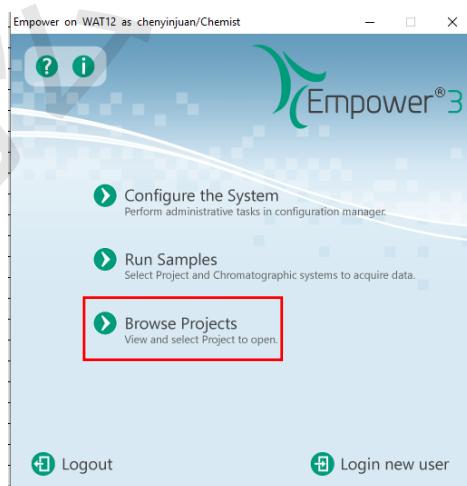 Empower on WAT12 as chenyinjuan/Chemist
? i
Empower®3
Configure the System
Perform administrative tasks in configuration manager.
Run Samples
Select Project and Chromatographic systems to acquire data.
Browse Projects
View and select Project to open.
Logout
Login new user